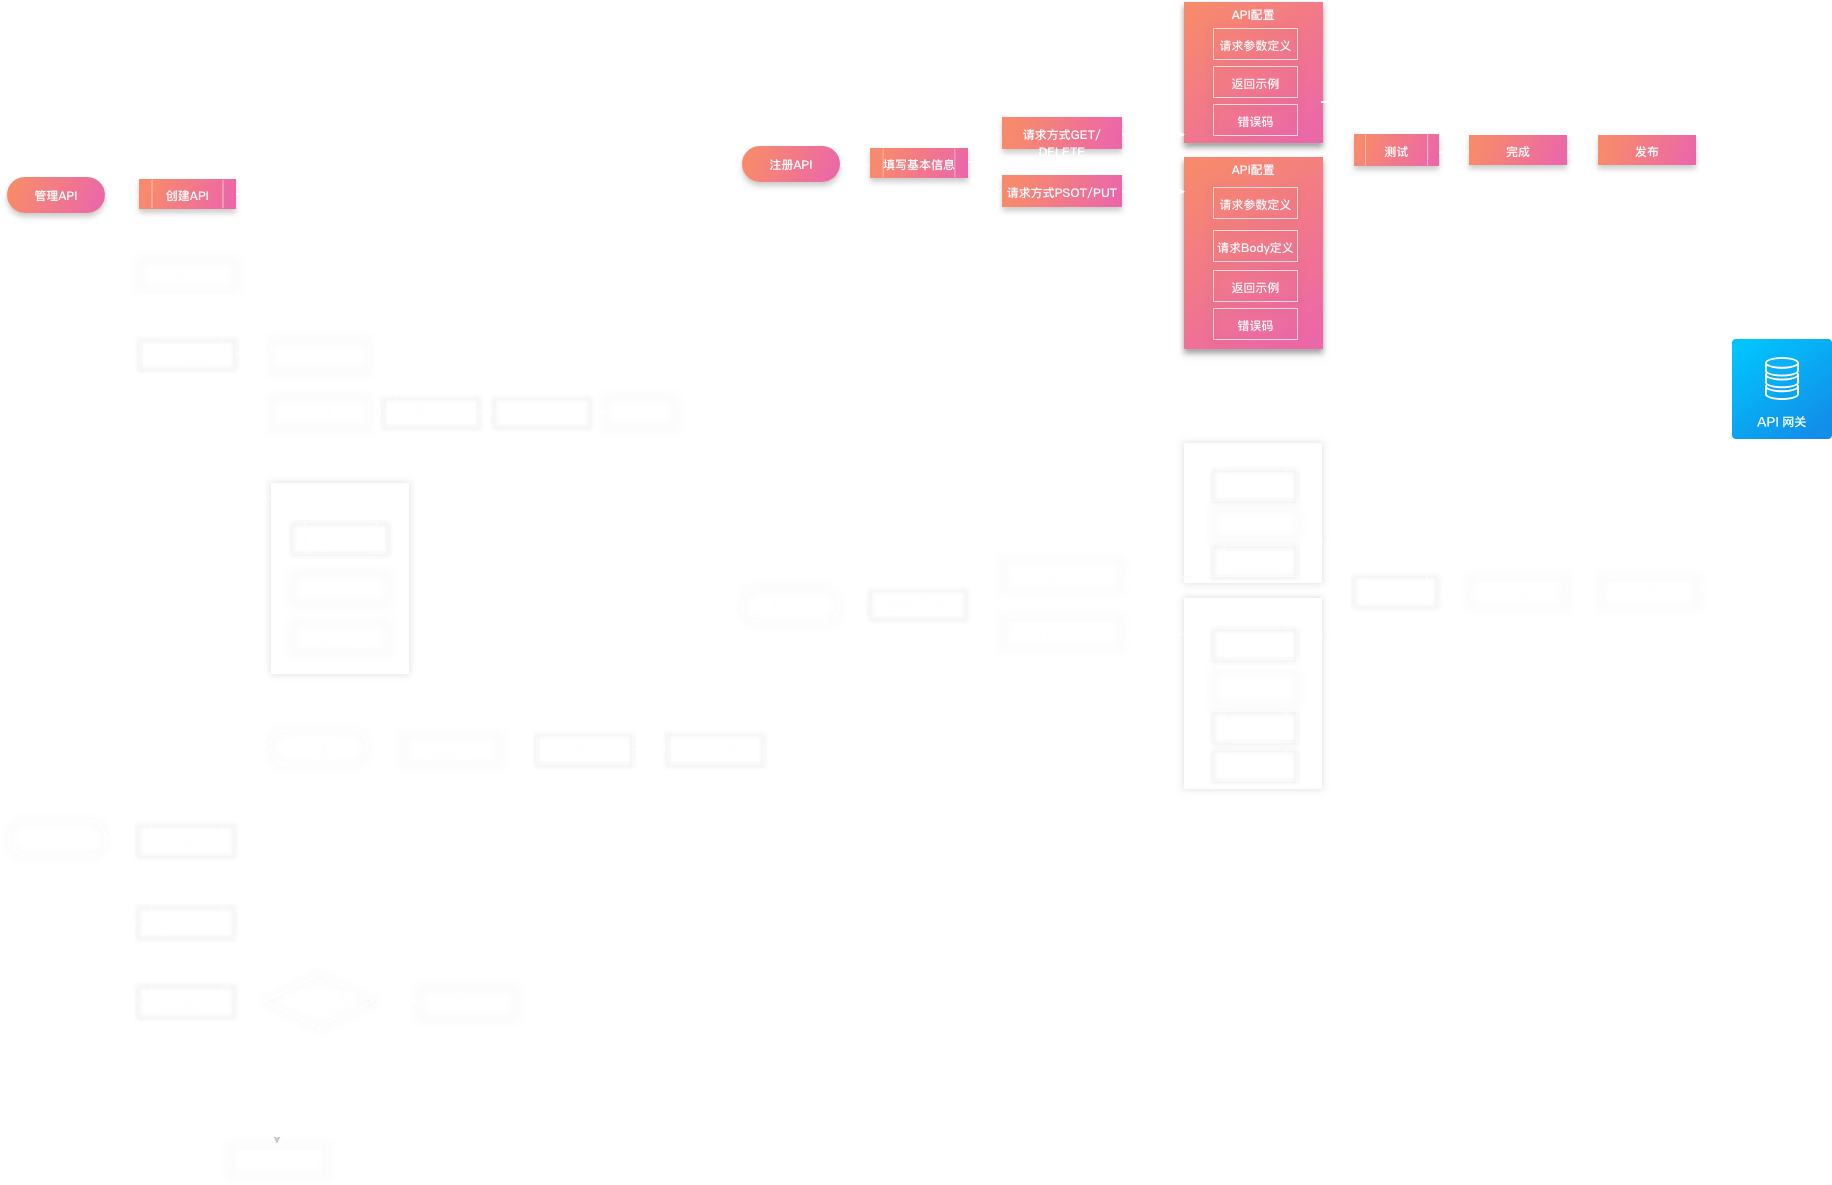 API配置
请求参数定义
返回示例
错误码
请求方式GET/
DELETE
注册API
填写基本信息
测试
完成
发布
管理API
创建API
请求方式PSOT/PUT
API配置
请求参数定义
请求Body定义
返回示例
错误码
API 网关